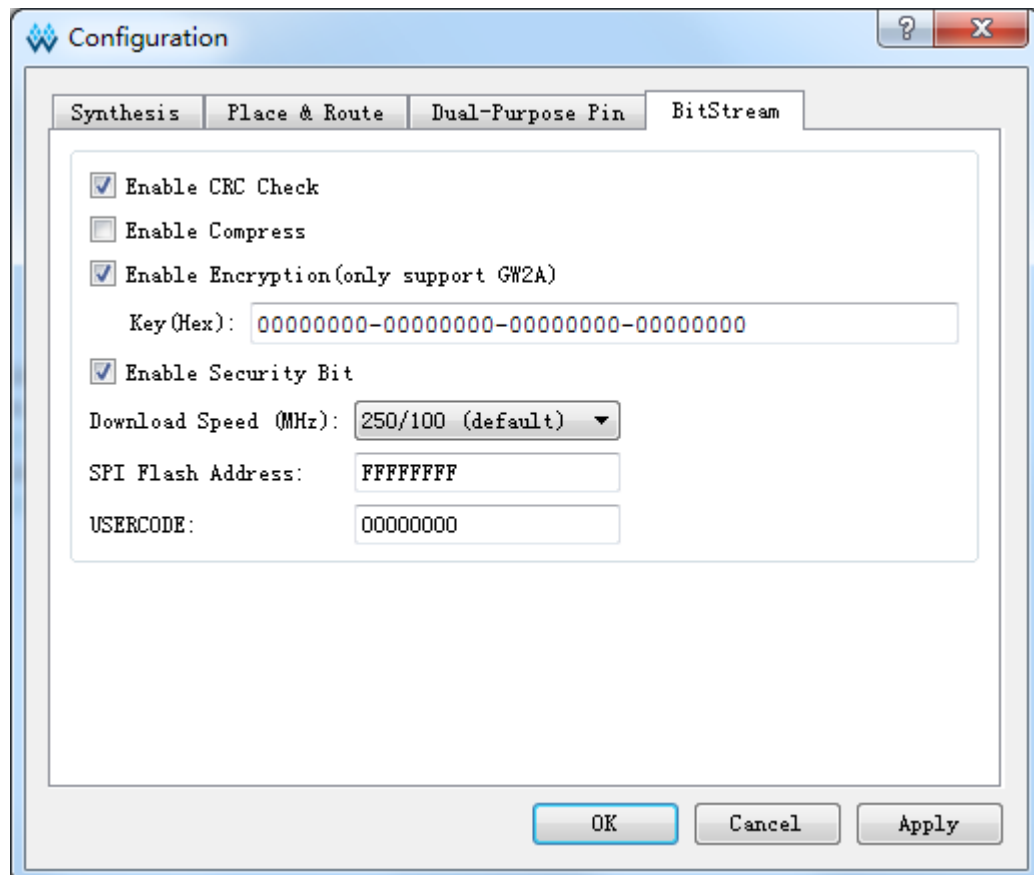 Configuration
Synthesis Place & Route Dual-Purpose Pin BitStream
Enable CRC Check
Enable Compress
Enable Encryption(only support GW2A)
Key(Hex): 00000000-00000000-00000000-00000000
Enable Security Bit
Download Speed (MHz): 250/100 (default)
SPI Flash Address: FFFFFFFF
USERCODE: 00000000
OK Cancel Apply